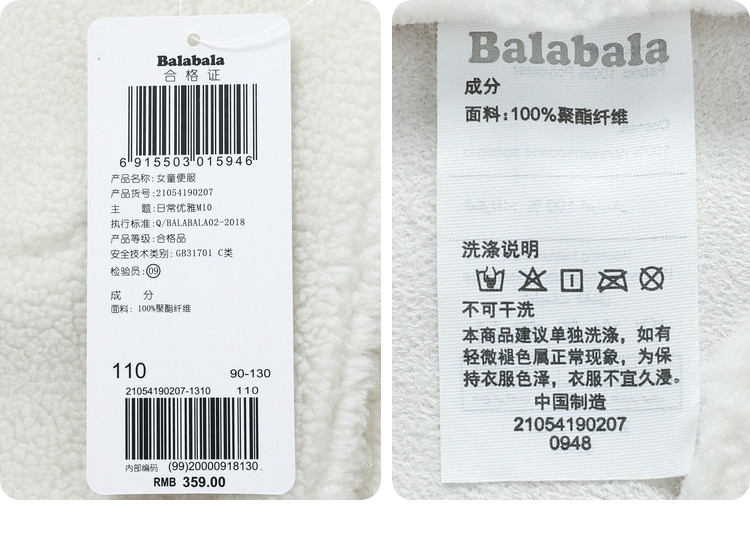 Balabala
合格证
6 915503 015946
产品名称:女童便服
产品货号:21054190207
主 题:日常优雅M10
执行标准:Q/BALABALA02-2018
产品等级:合格品
安全技术类别:GB31701 C类
检验员:09
成 分
面料: 100%聚酯纤维
110 90-130
21054190207-1310 110
内部编码 (99)20000918130
RMB 359.00
Balabala
成分
面料:100%聚酯纤维
洗涤说明
不可干洗
本商品建议单独洗涤,如有
轻微褪色属正常现象,为保
持衣服色泽,衣服不宜久浸。
中国制造
21054190207
0948